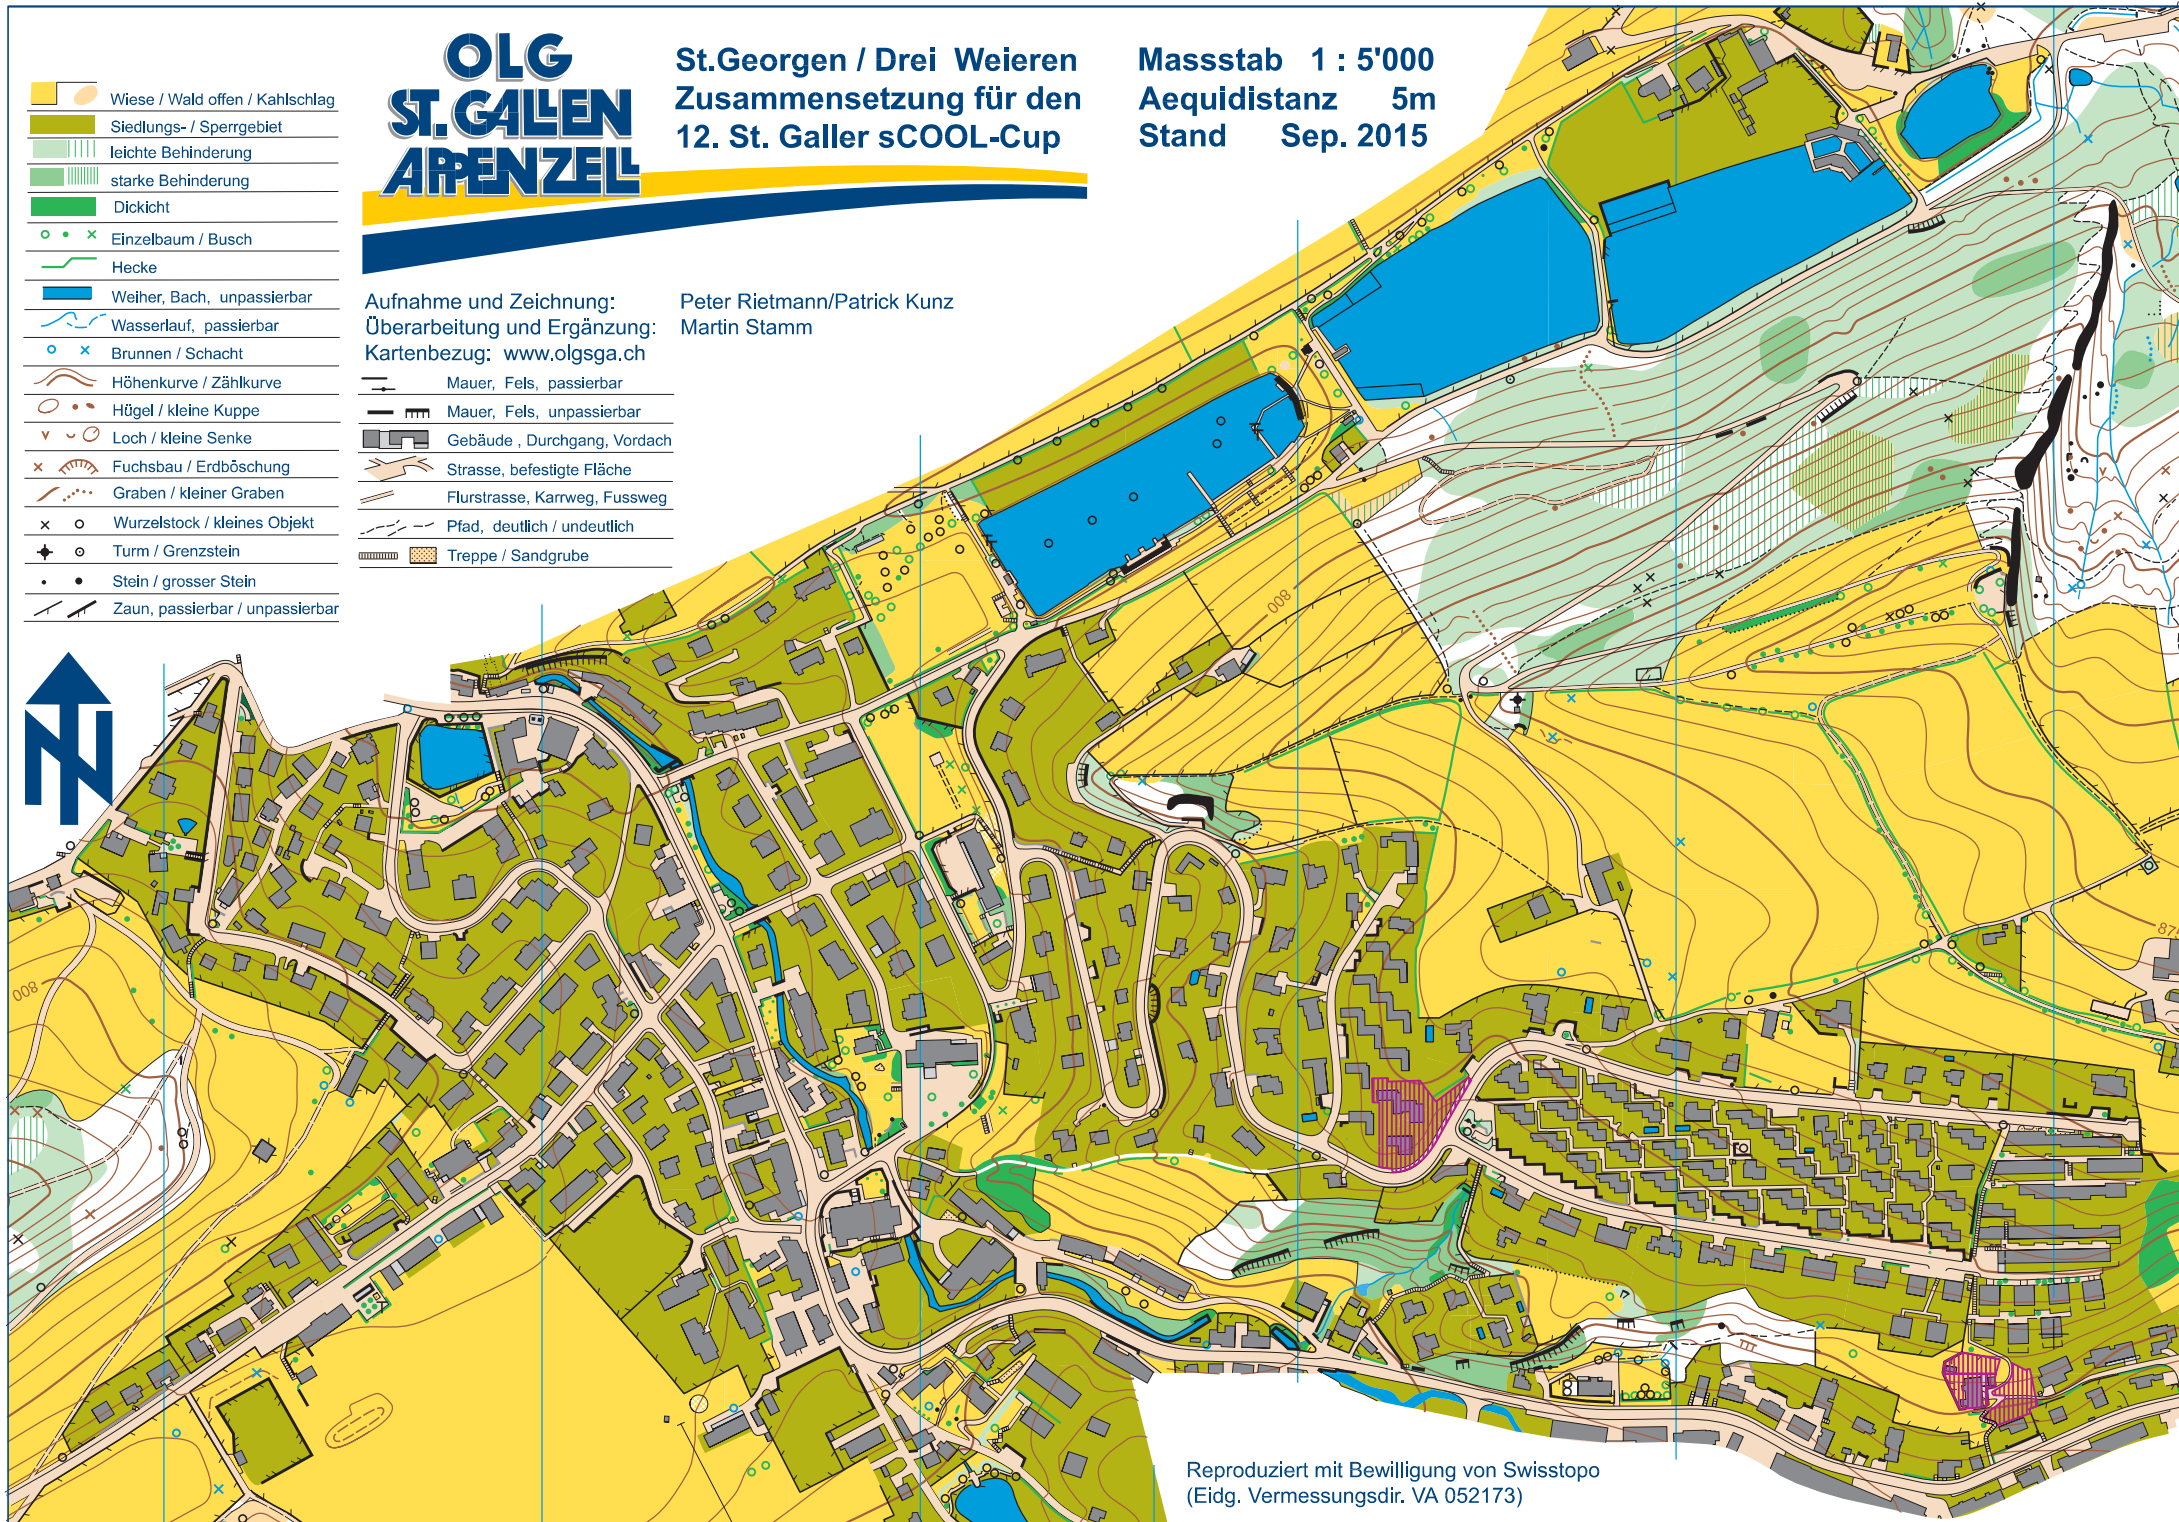 OLG
ST. GALLEN
APPENZELL
St.Georgen / Drei Weieren
Zusammensetzung für den
12. St. Galler sCOOL-Cup
Massstab 1 : 5'000
Aequidistanz 5m
Stand Sep. 2015
Wiese / Wald offen / Kahlschlag
Siedlungs- / Sperrgebiet
leichte Behinderung
starke Behinderung
Dickicht
Einzelbaum / Busch
Hecke
Weiher, Bach, unpassierbar
Wasserlauf, passierbar
Brunnen / Schacht
Höhenkurve / Zählkurve
Hügel / kleine Kuppe
Loch / kleine Senke
Fuchsbau / Erdböschung
Graben / kleiner Graben
Wurzelstock / kleines Objekt
Turm / Grenzstein
Stein / grosser Stein
Zaun, passierbar / unpassierbar
Aufnahme und Zeichnung: Peter Rietmann/Patrick Kunz
Überarbeitung und Ergänzung: Martin Stamm
Kartenbezug: www.olgsga.ch
Mauer, Fels, passierbar
Mauer, Fels, unpassierbar
Gebäude , Durchgang, Vordach
Strasse, befestigte Fläche
Flurstrasse, Karrweg, Fussweg
Pfad, deutlich / undeutlich
Treppe / Sandgrube
N
800
875
800
Reproduziert mit Bewilligung von Swisstopo
(Eidg. Vermessungsdir. VA 052173)